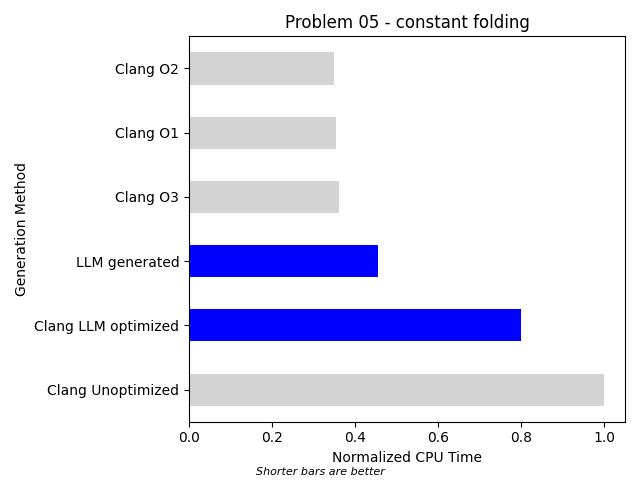 Problem 05 - constant folding
Generation Method
Clang O2
Clang O1
Clang O3
LLM generated
Clang LLM optimized
Clang Unoptimized
0.0 0.2 0.4 0.6 0.8 1.0
Normalized CPU Time
Shorter bars are better